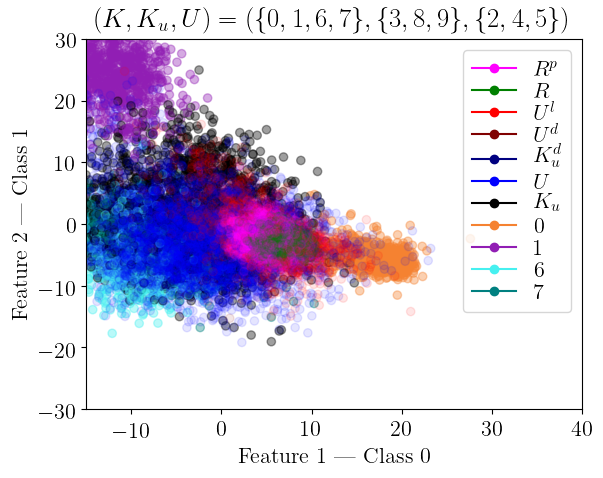 (K, K_u, U) = ({0, 1, 6, 7}, {3, 8, 9}, {2, 4, 5})
30
20
10
0
−10
−20
−30
Feature 2 — Class 1
R^p
R
U^l
U^d
K_u^d
U
K_u
0
1
6
7
−10
0
10
20
30
40
Feature 1 — Class 0